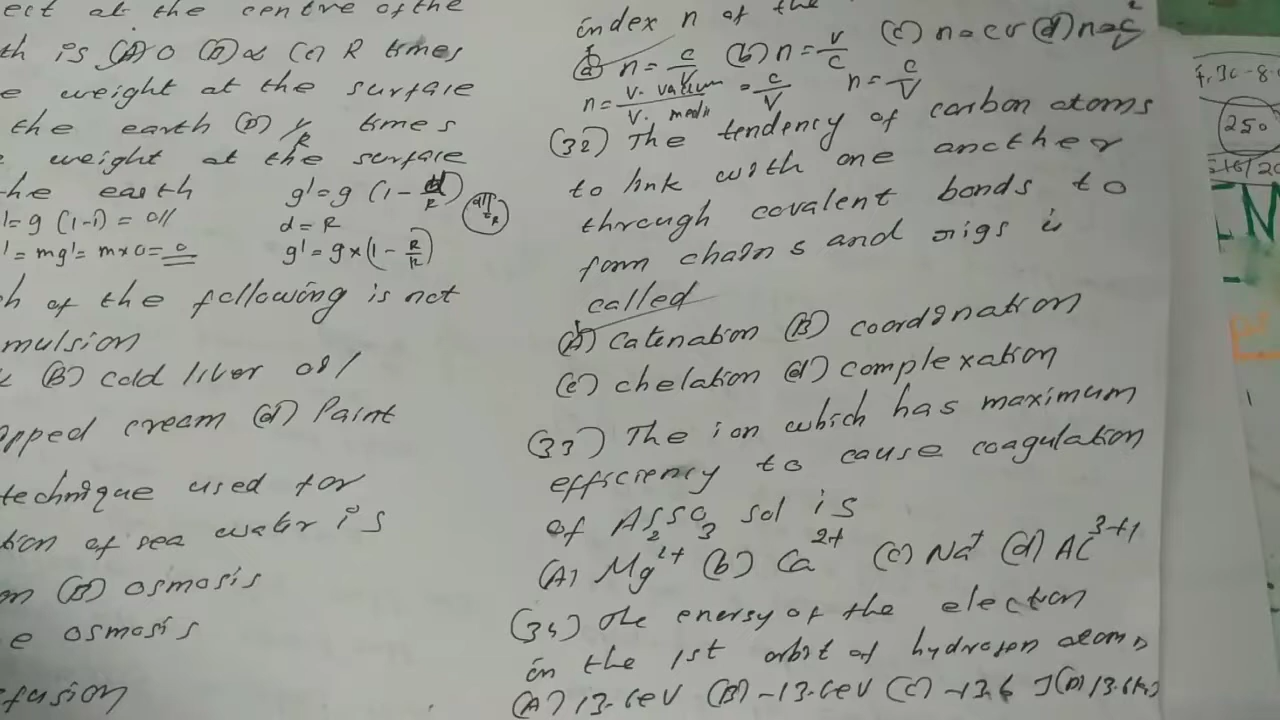 ect at the centre of the
th is (A) 0 (B) ∝ (C) R times
e weight at the surface
the earth (D) 1/R times
weight at the surface
he earth g' = g (1 - d/R)
' = g (1-1) = 0 d = R
' = mg' = m×0 = 0 g' = g×(1 - R/R)
ch of the following is not
mulsion
(B) cold liver oil
pped cream (d) Paint
technique used for
tion of sea water is
on (B) osmosis
e osmosis
fusion
index n of the
(a) n = c/v (b) n = v/c (c) n = cv (d) n =
n = v. vacuum / v. medi = c/v n = c/v
(32) The tendency of carbon atoms
to link with one another
through covalent bonds to
form chains and rigs is
called
(A) Catenation (B) coordination
(c) chelation (d) complexation
(33) The ion which has maximum
efficiency to cause coagulation
of sol is
(A) Mg2+ (b) Ca2+ (c) Na+ (d)
(34) The energy of the electron
in the 1st orbit of hydrogen atom
(A) 13.6eV (B) -13.6eV (C) -13.6 J (D)
250